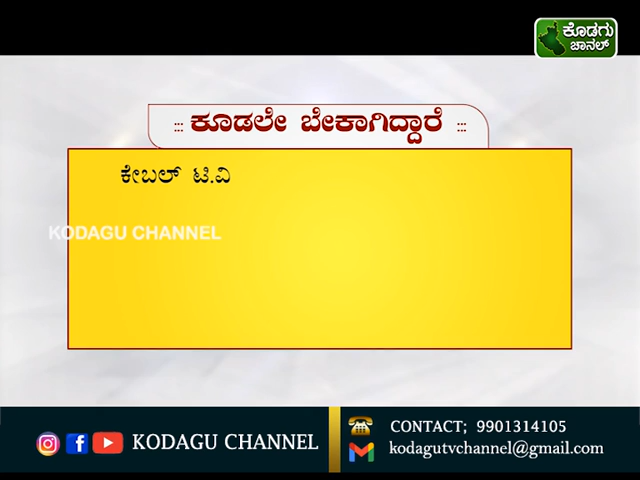 ಕೊಡಗು
ಚಾನಲ್
::: ಕೂಡಲೇ ಬೇಕಾಗಿದ್ದಾರೆ :::
ಕೇಬಲ್ ಟಿ.ವಿ
KODAGU CHANNEL
KODAGU CHANNEL
CONTACT; 9901314105
kodagutvchannel@gmail.com